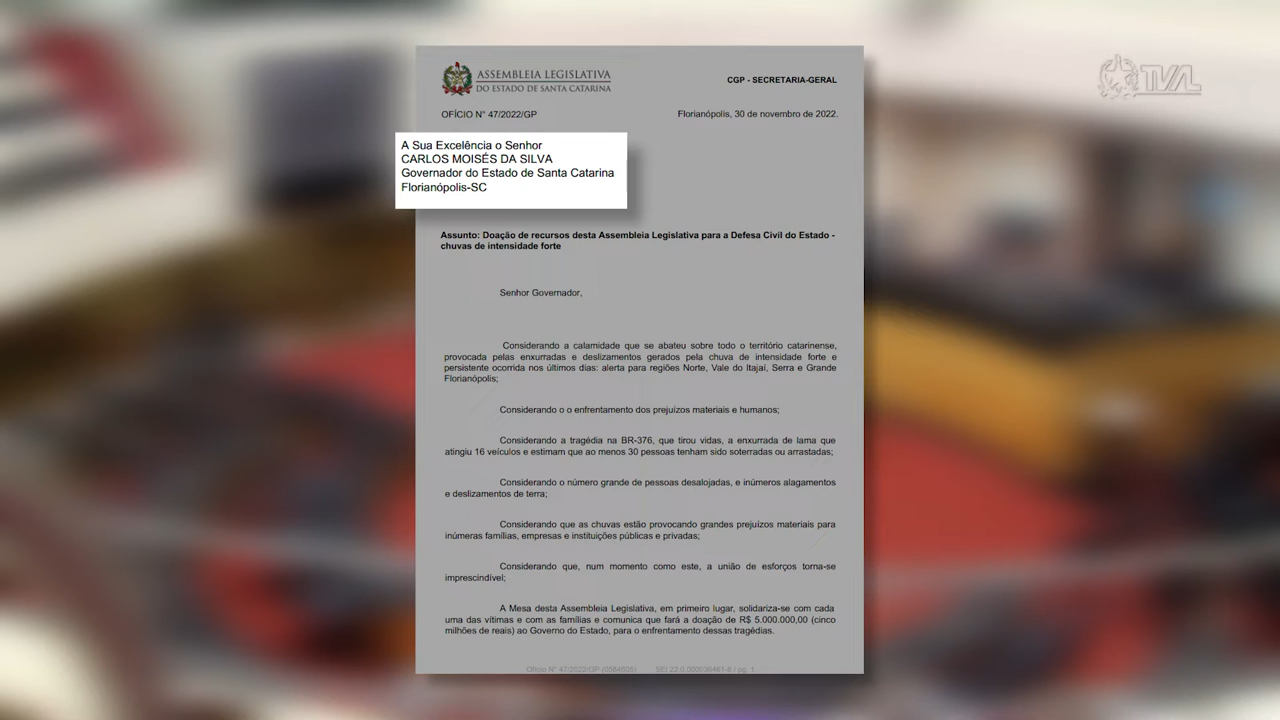 ASSEMBLEIA LEGISLATIVA
DO ESTADO DE SANTA CATARINA
CGP - SECRETARIA-GERAL
TVAL
OFÍCIO N° 47/2022/GP
Florianópolis, 30 de novembro de 2022.
A Sua Excelência o Senhor
CARLOS MOISÉS DA SILVA
Governador do Estado de Santa Catarina
Florianópolis-SC
Assunto: Doação de recursos desta Assembleia Legislativa para a Defesa Civil do Estado -
chuvas de intensidade forte
Senhor Governador,
Considerando a calamidade que se abateu sobre todo o território catarinense,
provocada pelas enxurradas e deslizamentos gerados pela chuva de intensidade forte e
persistente ocorrida nos últimos dias: alerta para regiões Norte, Vale do Itajaí, Serra e Grande
Florianópolis;
Considerando o o enfrentamento dos prejuízos materiais e humanos;
Considerando a tragédia na BR-376, que tirou vidas, a enxurrada de lama que
atingiu 16 veículos e estimam que ao menos 30 pessoas tenham sido soterradas ou arrastadas;
Considerando o número grande de pessoas desalojadas, e inúmeros alagamentos
e deslizamentos de terra;
Considerando que as chuvas estão provocando grandes prejuízos materiais para
inúmeras famílias, empresas e instituições públicas e privadas;
Considerando que, num momento como este, a união de esforços torna-se
imprescindível;
A Mesa desta Assembleia Legislativa, em primeiro lugar, solidariza-se com cada
uma das vítimas e com as famílias e comunica que fará a doação de R$ 5.000.000,00 (cinco
milhões de reais) ao Governo do Estado, para o enfrentamento dessas tragédias.
Ofício N° 47/2022/GP
/ pg. 1